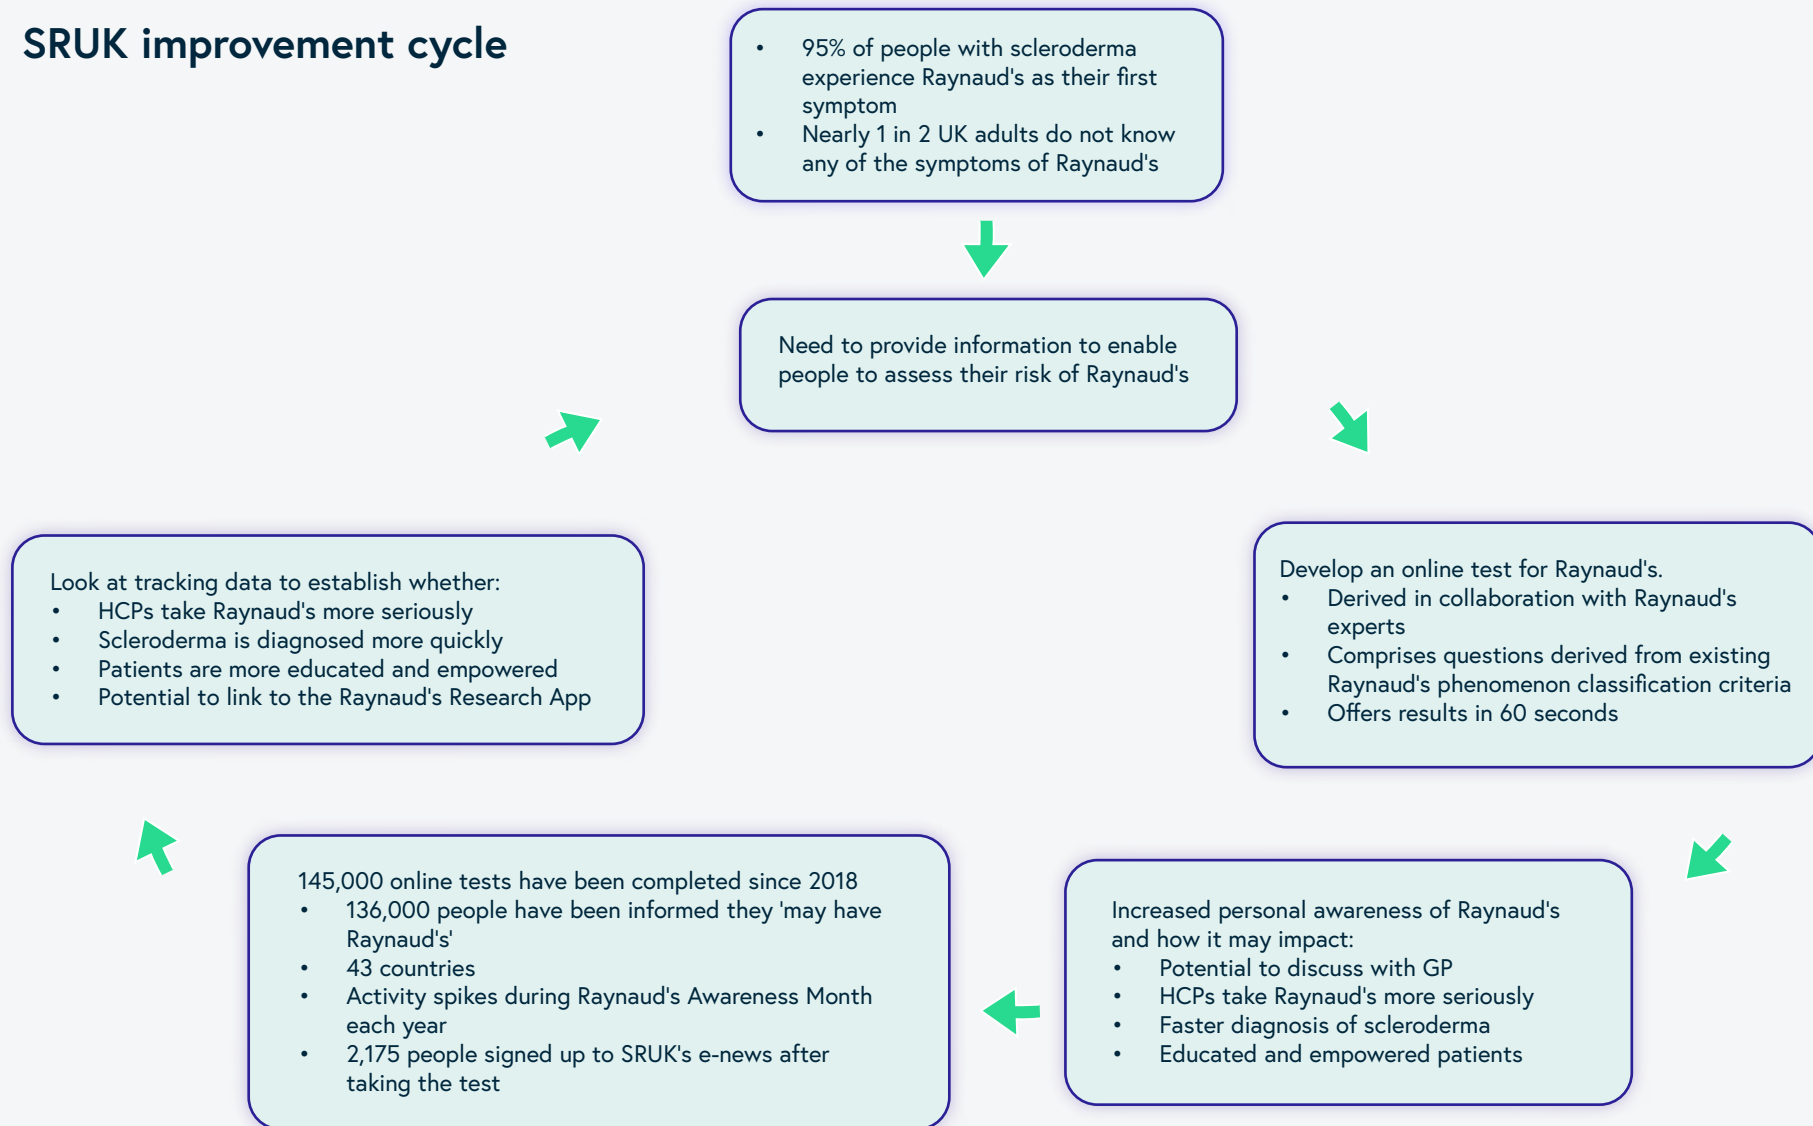 SRUK improvement cycle
• 95% of people with scleroderma
experience Raynaud's as their first
symptom
• Nearly 1 in 2 UK adults do not know
any of the symptoms of Raynaud's
Need to provide information to enable
people to assess their risk of Raynaud's
Develop an online test for Raynaud's.
• Derived in collaboration with Raynaud's
experts
• Comprises questions derived from existing
Raynaud's phenomenon classification criteria
• Offers results in 60 seconds
Increased personal awareness of Raynaud's
and how it may impact:
• Potential to discuss with GP
• HCPs take Raynaud's more seriously
• Faster diagnosis of scleroderma
• Educated and empowered patients
145,000 online tests have been completed since 2018
• 136,000 people have been informed they 'may have
Raynaud's'
• 43 countries
• Activity spikes during Raynaud's Awareness Month
each year
• 2,175 people signed up to SRUK's e-news after
taking the test
Look at tracking data to establish whether:
• HCPs take Raynaud's more seriously
• Scleroderma is diagnosed more quickly
• Patients are more educated and empowered
• Potential to link to the Raynaud's Research App